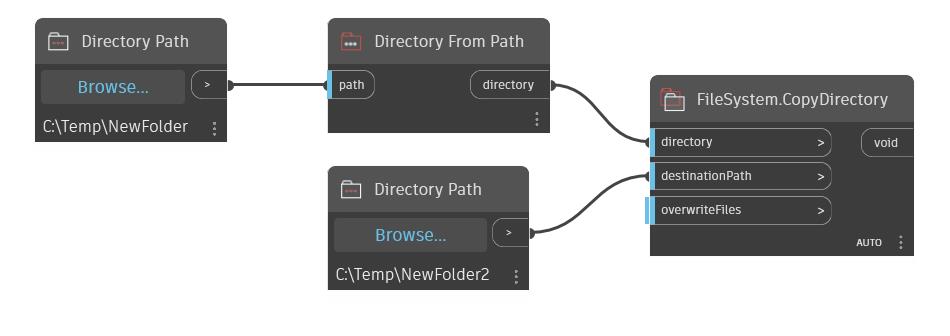 Directory Path
Browse...
>
C:\Temp\NewFolder
Directory From Path
path
directory
Directory Path
Browse...
>
C:\Temp\NewFolder2
FileSystem.CopyDirectory
directory >
void
destinationPath >
overwriteFiles >
AUTO